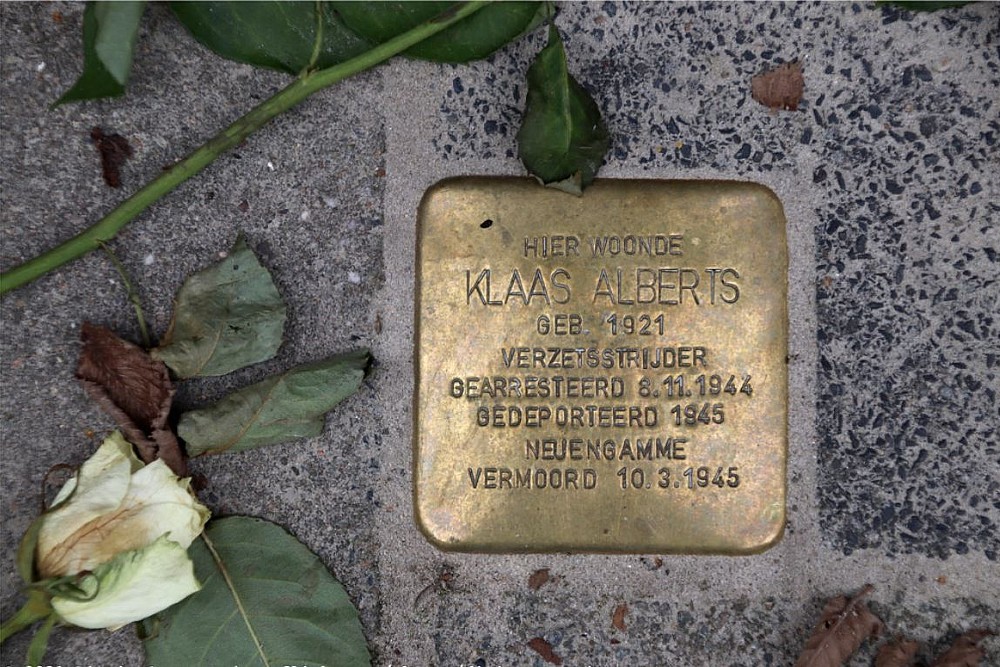 HIER WOONDE
KLAAS ALBERTS
GEB. 1921
VERZETSSTRIJDER
GEARRESTEERD 8.11.1944
GEDEPORTEERD 1945
NEUENGAMME
VERMOORD 10.3.1945